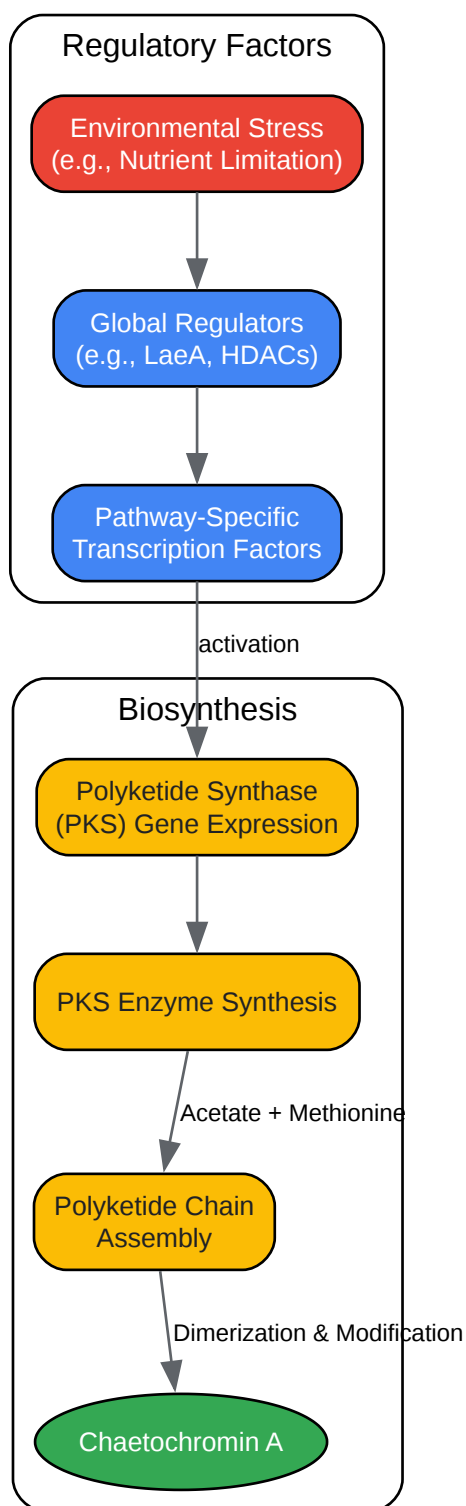 Regulatory Factors
Environmental Stress
(e.g., Nutrient Limitation)
Global Regulators
(e.g., LaeA, HDACs)
Pathway-Specific
Transcription Factors
activation
Biosynthesis
Polyketide Synthase
(PKS) Gene Expression
PKS Enzyme Synthesis
Acetate + Methionine
Polyketide Chain
Assembly
Dimerization & Modification
Chaetochromin A